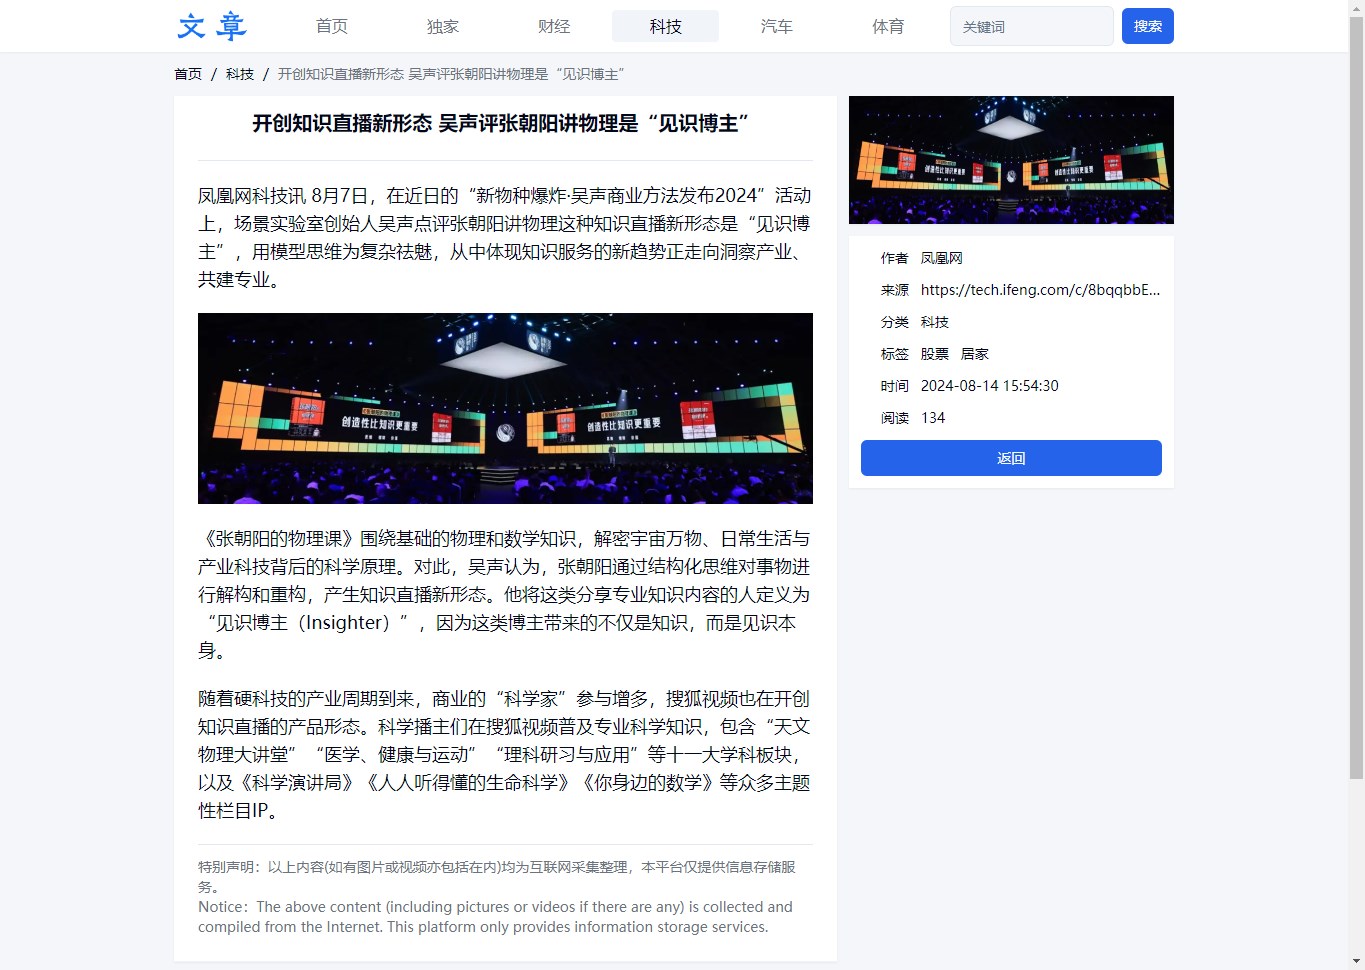 文章 首页 独家 财经 科技 汽车 体育 关键词 搜索
首页 / 科技 / 开创知识直播新形态 吴声评张朝阳讲物理是“见识博主”
开创知识直播新形态 吴声评张朝阳讲物理是“见识博主”
凤凰网科技讯 8月7日，在近日的“新物种爆炸·吴声商业方法发布2024”活动
上，场景实验室创始人吴声点评张朝阳讲物理这种知识直播新形态是“见识博
主”，用模型思维为复杂祛魅，从中体现知识服务的新趋势正走向洞察产业、
共建专业。
创造性比知识更重要
创造性比知识更重要
《张朝阳的物理课》围绕基础的物理和数学知识，解密宇宙万物、日常生活与
产业科技背后的科学原理。对此，吴声认为，张朝阳通过结构化思维对事物进
行解构和重构，产生知识直播新形态。他将这类分享专业知识内容的人定义为
“见识博主（Insighter）”，因为这类博主带来的不仅是知识，而是见识本
身。
随着硬科技的产业周期到来，商业的“科学家”参与增多，搜狐视频也在开创
知识直播的产品形态。科学播主们在搜狐视频普及专业科学知识，包含“天文
物理大讲堂”“医学、健康与运动”“理科研习与应用”等十一大学科板块，
以及《科学演讲局》《人人听得懂的生命科学》《你身边的数学》等众多主题
性栏目IP。
特别声明：以上内容(如有图片或视频亦包括在内)均为互联网采集整理，本平台仅提供信息存储服
务。
Notice：The above content (including pictures or videos if there are any) is collected and
compiled from the Internet. This platform only provides information storage services.
创造性比知识更重要
创造性比知识更重要
作者 凤凰网
来源 https://tech.ifeng.com/c/8bqqbbE...
分类 科技
标签 股票 居家
时间 2024-08-14 15:54:30
阅读 134
返回